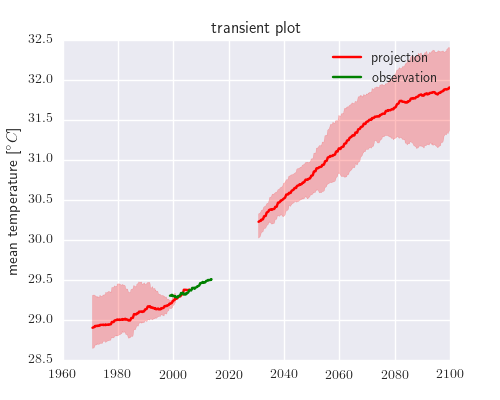 transient plot
32.5
32.0
31.5
31.0
30.5
30.0
29.5
29.0
28.5
mean temperature [°C]
projection
observation
1960 1980 2000 2020 2040 2060 2080 2100